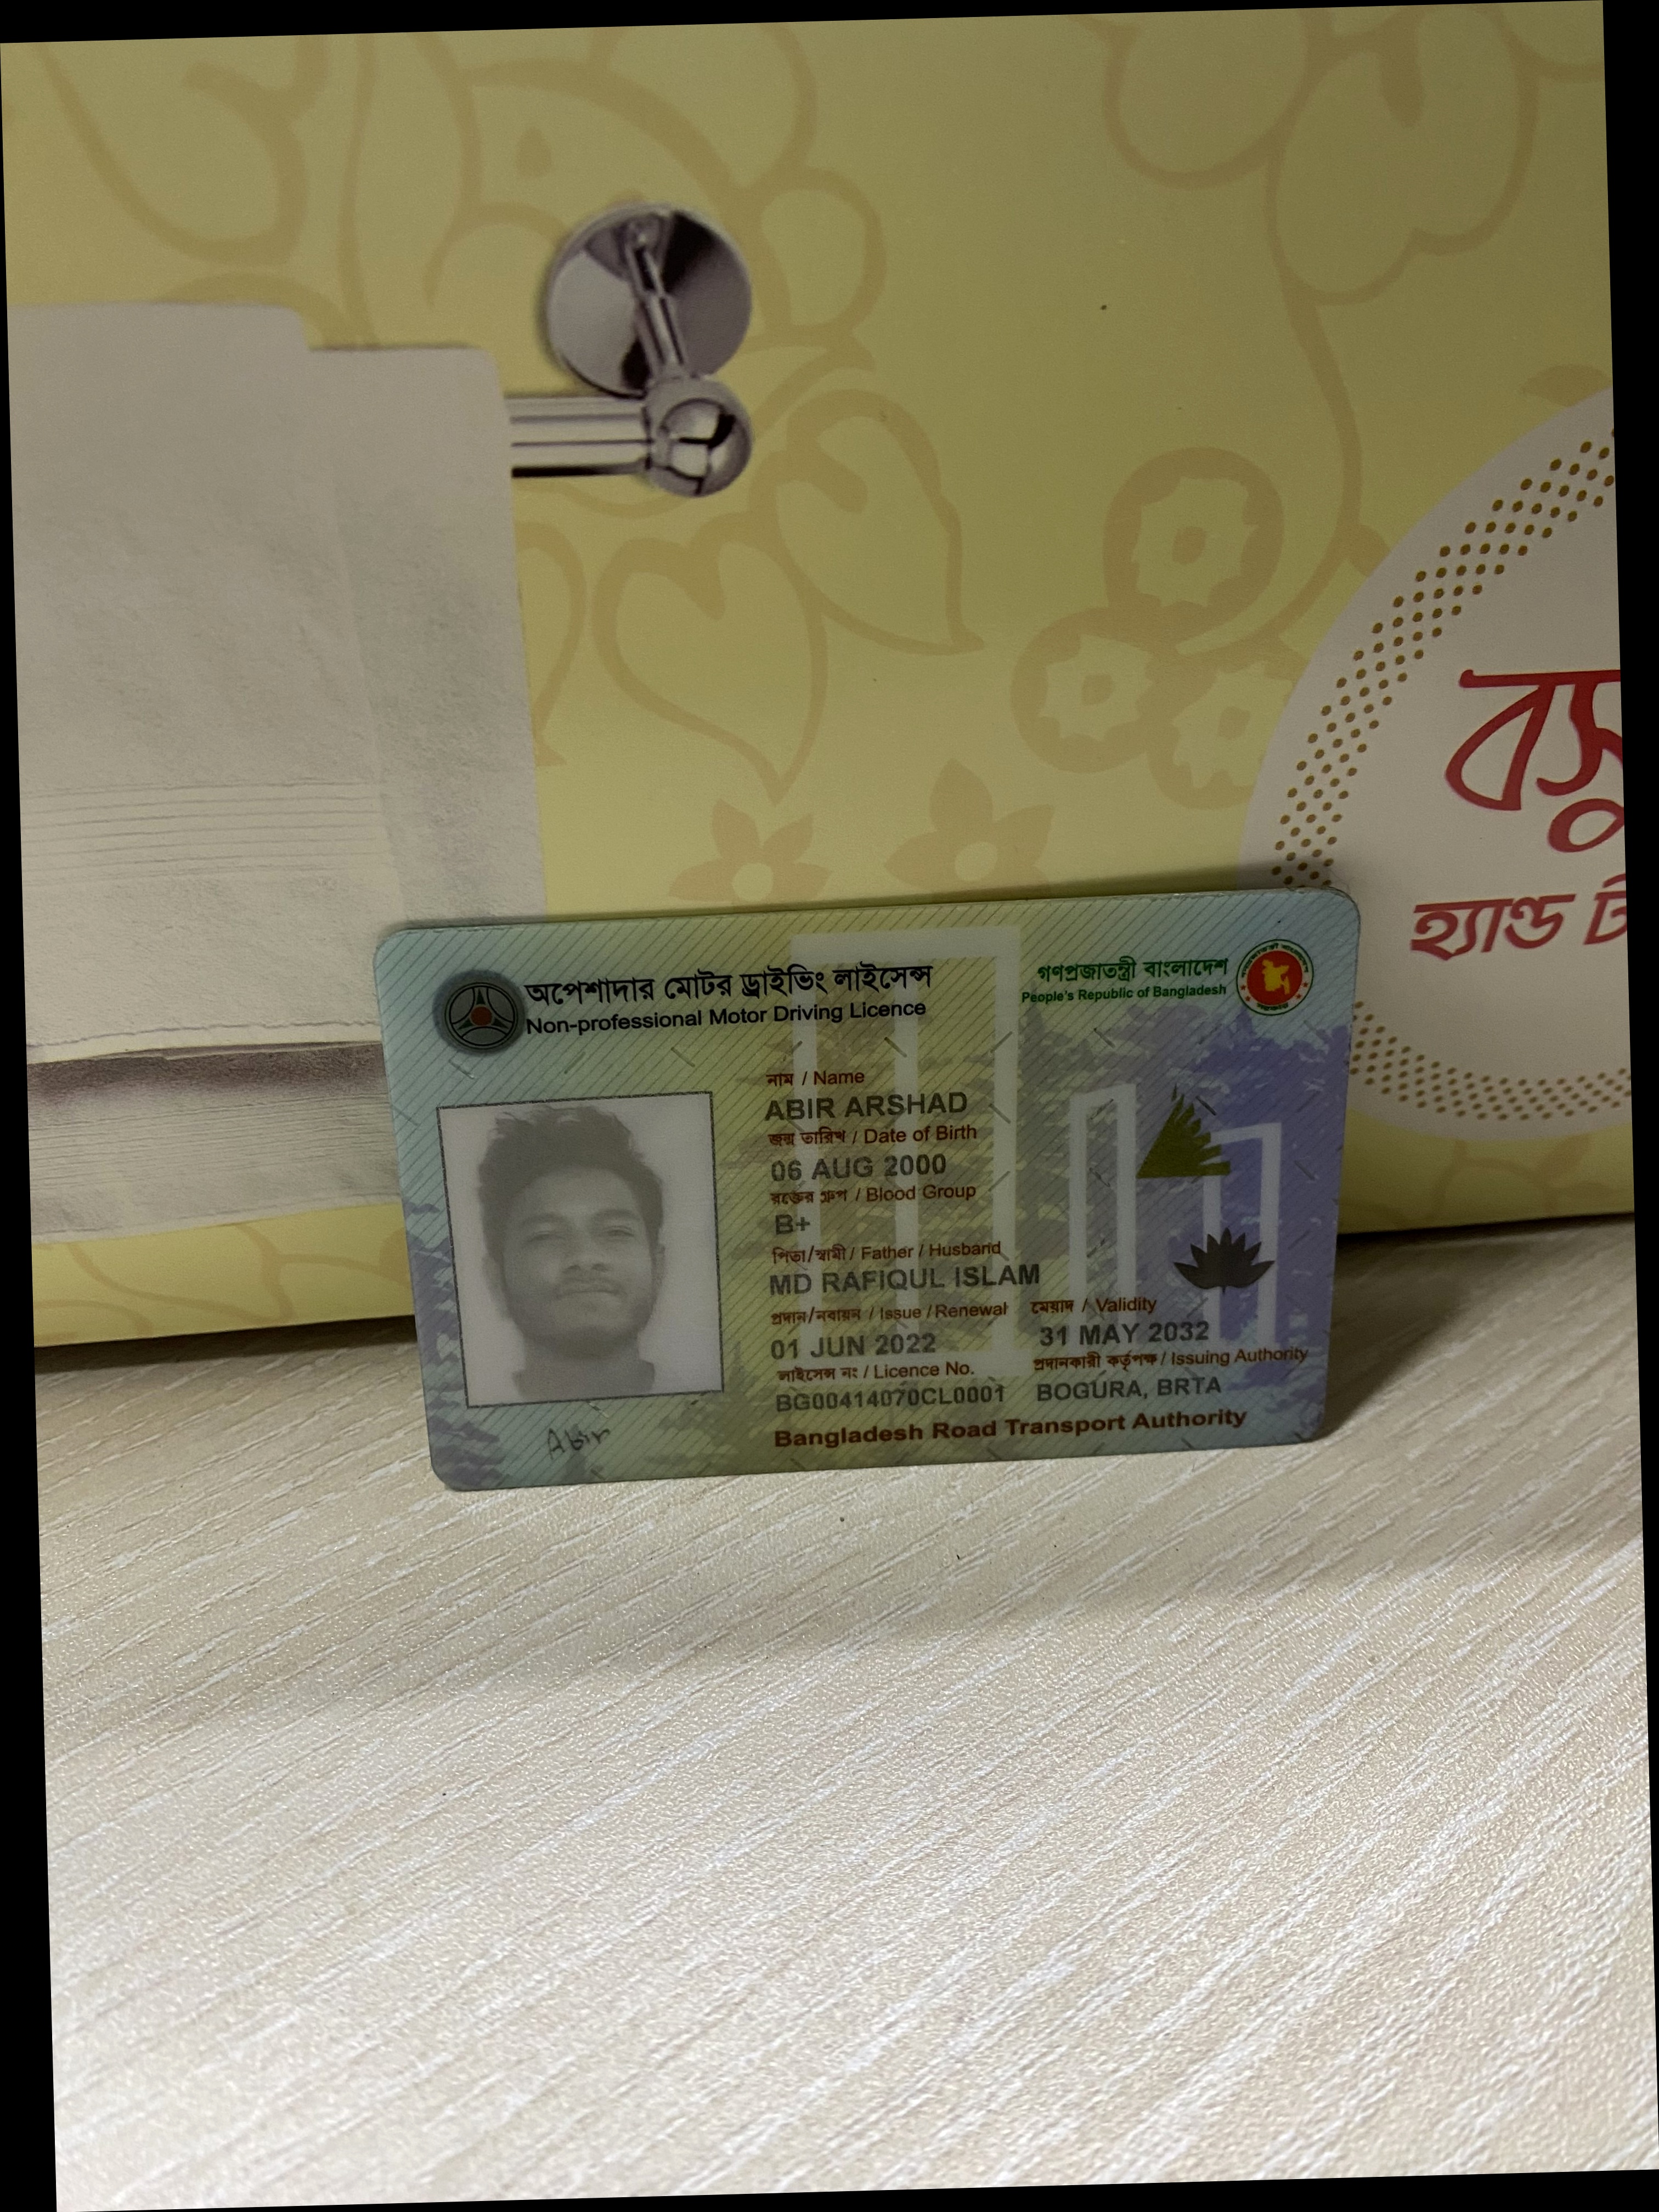 বসু
হ্যান্ড ট
অপেশাদার মোটর ড্রাইভিং লাইসেন্স
Non-professional Motor Driving Licence
গণপ্রজাতন্ত্রী বাংলাদেশ
People's Republic of Bangladesh
নাম / Name
ABIR ARSHAD
জন্ম তারিখ / Date of Birth
06 AUG 2000
রক্তের গ্রুপ / Blood Group
B+
পিতা/স্বামী / Father / Husband
MD RAFIQUL ISLAM
প্রদান/নবায়ন / Issue / Renewal মেয়াদ / Validity
01 JUN 2022 31 MAY 2032
লাইসেন্স নং / Licence No. প্রদানকারী কর্তৃপক্ষ / Issuing Authority
BG00414070CL0001 BOGURA, BRTA
Bangladesh Road Transport Authority
Abir